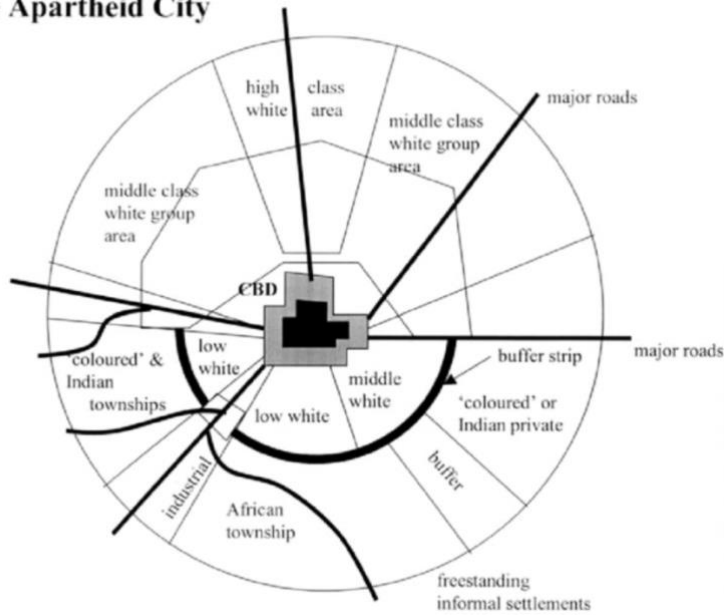 Apartheid City
high class
white area
major roads
middle class
white group
area
middle class
white group
area
CBD
low
white
buffer strip
major roads
'coloured' &
Indian
townships
middle
white
'coloured' or
Indian private
low white
buffer
industrial
African
township
freestanding
informal settlements